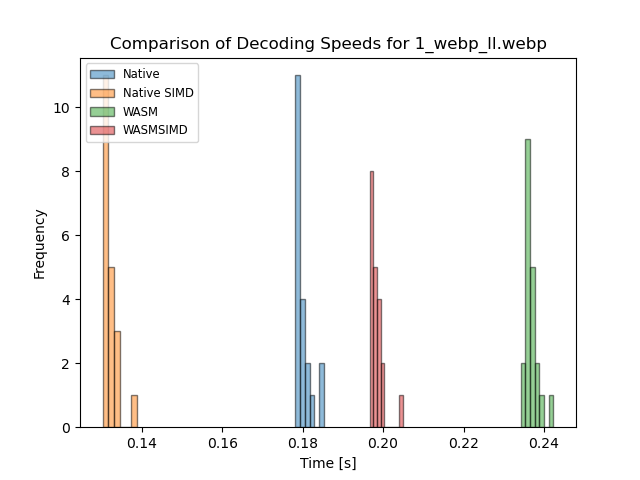 Comparison of Decoding Speeds for 1_webp_ll.webp
Native
Native SIMD
WASM
WASMSIMD
10
8
6
4
2
0
Frequency
0.14 0.16 0.18 0.20 0.22 0.24
Time [s]